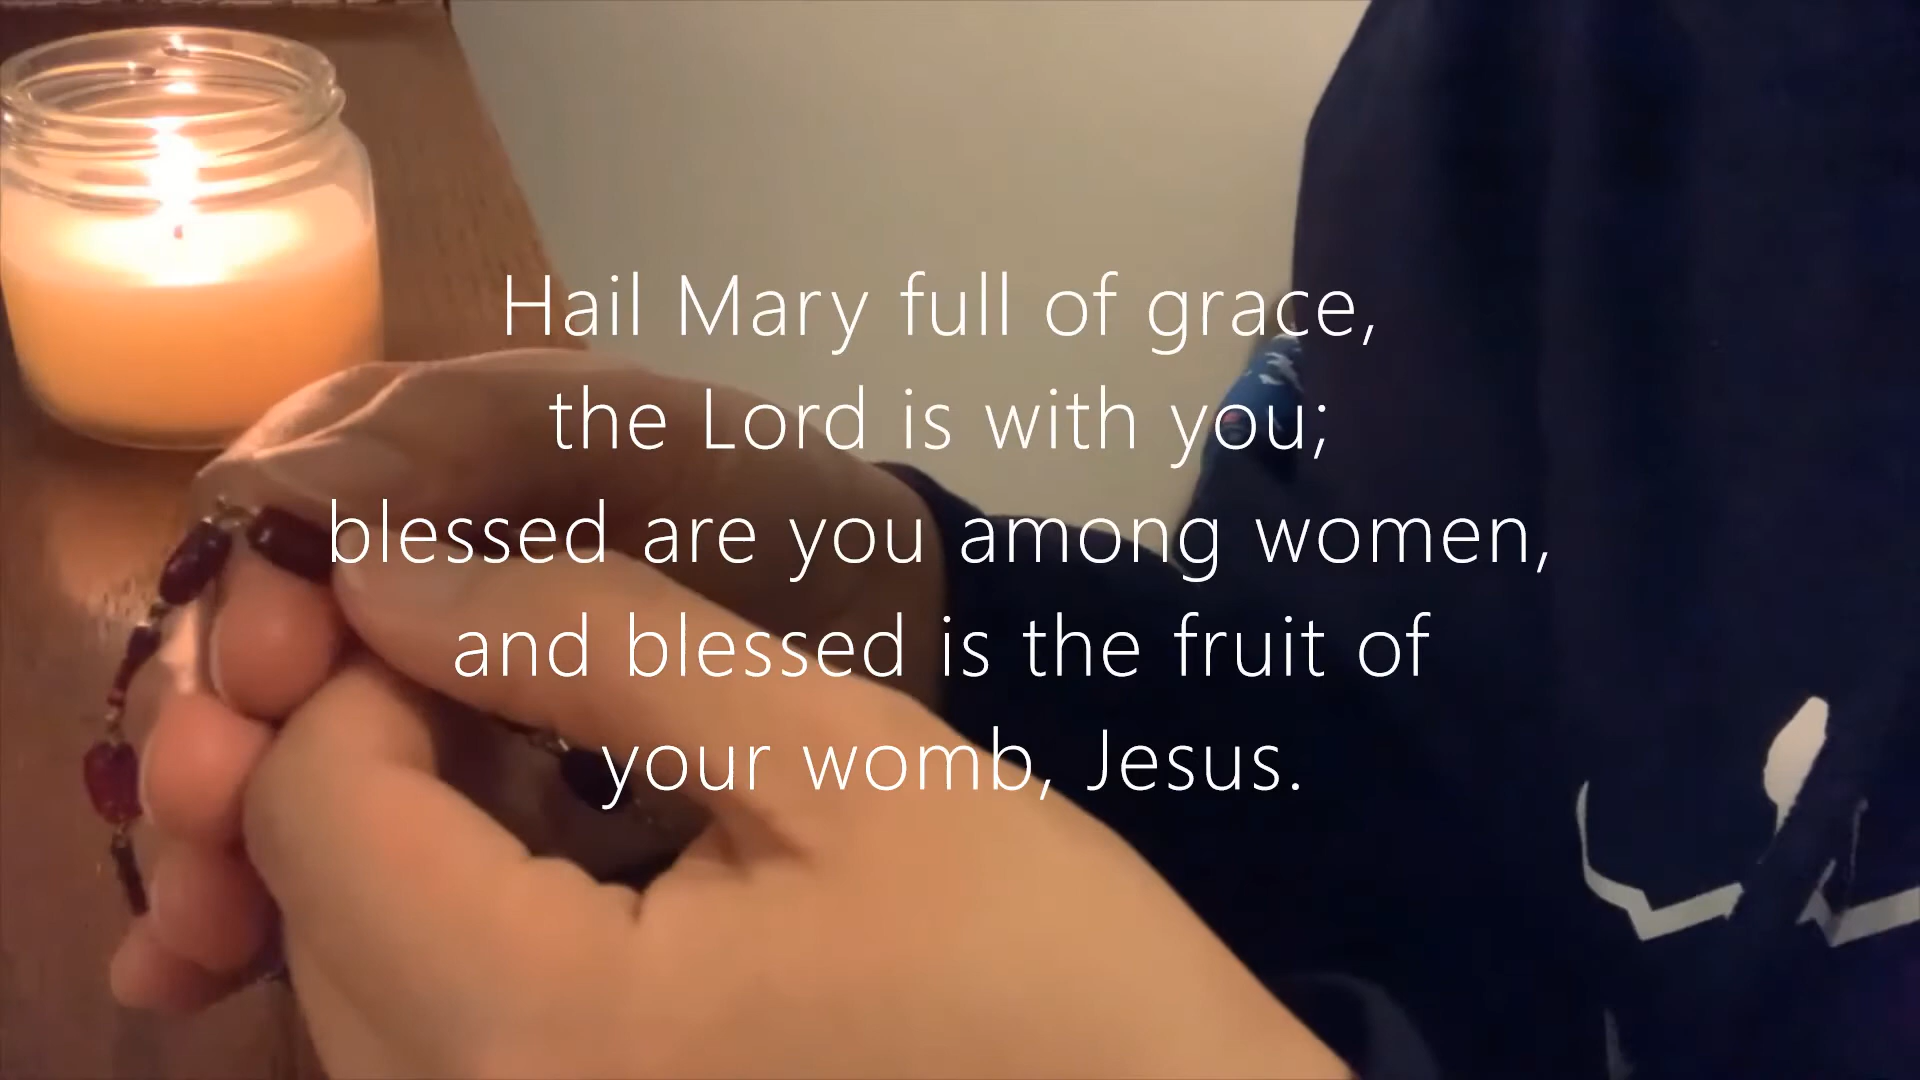 Hail Mary full of grace,
the Lord is with you;
blessed are you among women,
and blessed is the fruit of
your womb, Jesus.